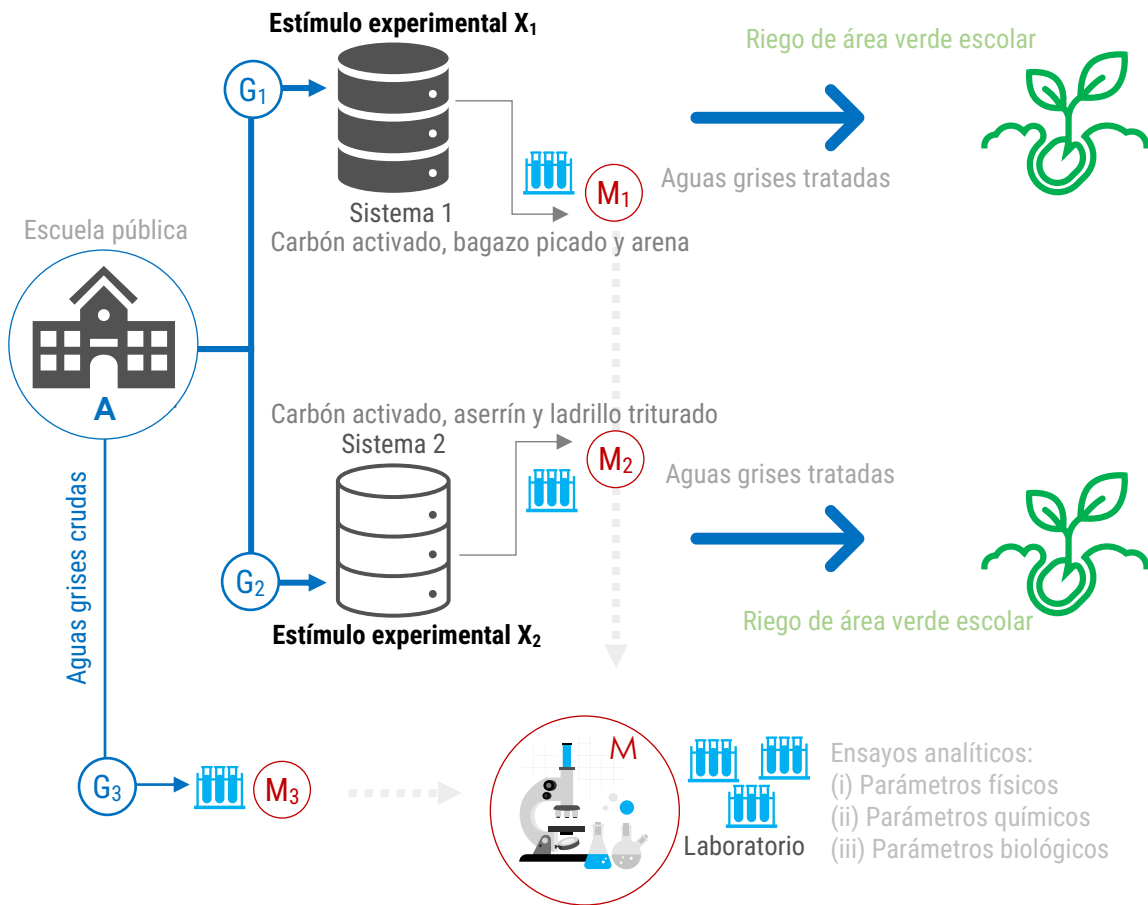 Estímulo experimental X₁
G₁
Sistema 1
Carbón activado, bagazo picado y arena
M₁
Riego de área verde escolar
Aguas grises tratadas
Escuela pública
A
Carbón activado, aserrín y ladrillo triturado
Sistema 2
M₂
Aguas grises tratadas
G₂
Estímulo experimental X₂
Riego de área verde escolar
Aguas grises crudas
G₃
M₃
M
Laboratorio
Ensayos analíticos:
(i) Parámetros físicos
(ii) Parámetros químicos
(iii) Parámetros biológicos